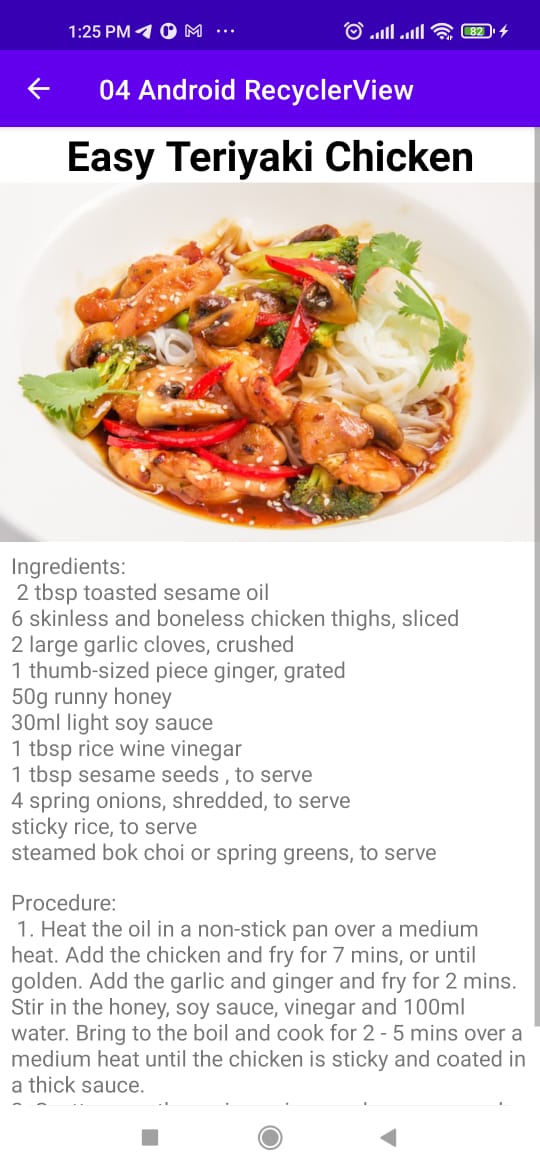 1:25 PM
82
04 Android RecyclerView
Easy Teriyaki Chicken
Ingredients:
2 tbsp toasted sesame oil
6 skinless and boneless chicken thighs, sliced
2 large garlic cloves, crushed
1 thumb-sized piece ginger, grated
50g runny honey
30ml light soy sauce
1 tbsp rice wine vinegar
1 tbsp sesame seeds , to serve
4 spring onions, shredded, to serve
sticky rice, to serve
steamed bok choi or spring greens, to serve
Procedure:
1. Heat the oil in a non-stick pan over a medium
heat. Add the chicken and fry for 7 mins, or until
golden. Add the garlic and ginger and fry for 2 mins.
Stir in the honey, soy sauce, vinegar and 100ml
water. Bring to the boil and cook for 2 - 5 mins over a
medium heat until the chicken is sticky and coated in
a thick sauce.